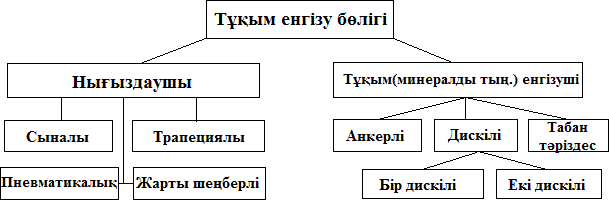 Тұқым енгізу бөлігі
Нығыздаушы
Тұқым(минералды тың.) енгізуші
Сыналы
Трапециялы
Анкерлі
Дискілі
Табан
тәріздес
Пневматикалық
Жарты шеңберлі
Бір дискілі
Екі дискілі